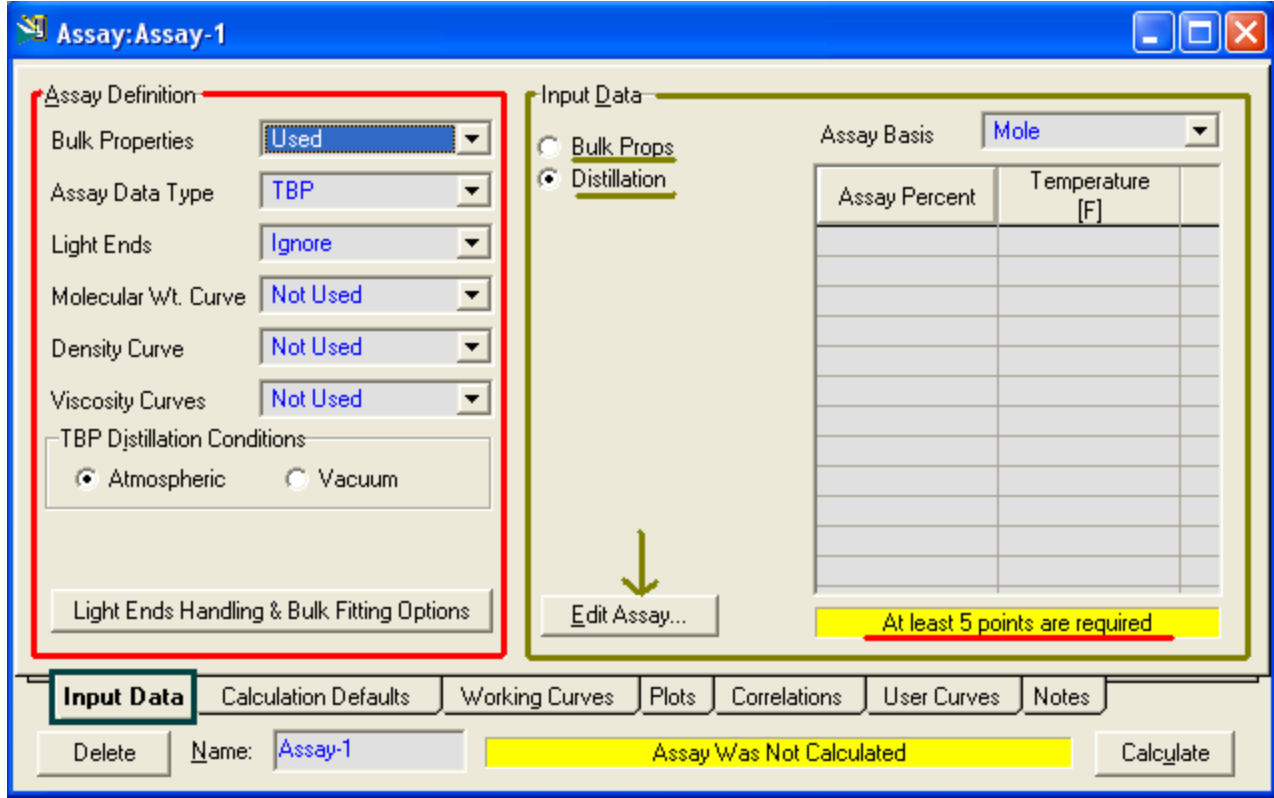 Assay:Assay-1
Assay Definition
Bulk Properties Used
Assay Data Type TBP
Light Ends Ignore
Molecular Wt. Curve Not Used
Density Curve Not Used
Viscosity Curves Not Used
TBP Distillation Conditions
Atmospheric Vacuum
Light Ends Handling & Bulk Fitting Options
Input Data
Bulk Props
Distillation
Edit Assay...
Assay Basis Mole
Assay Percent Temperature
[F]
At least 5 points are required
Input Data Calculation Defaults Working Curves Plots Correlations User Curves Notes
Delete Name: Assay-1 Assay Was Not Calculated Calculate